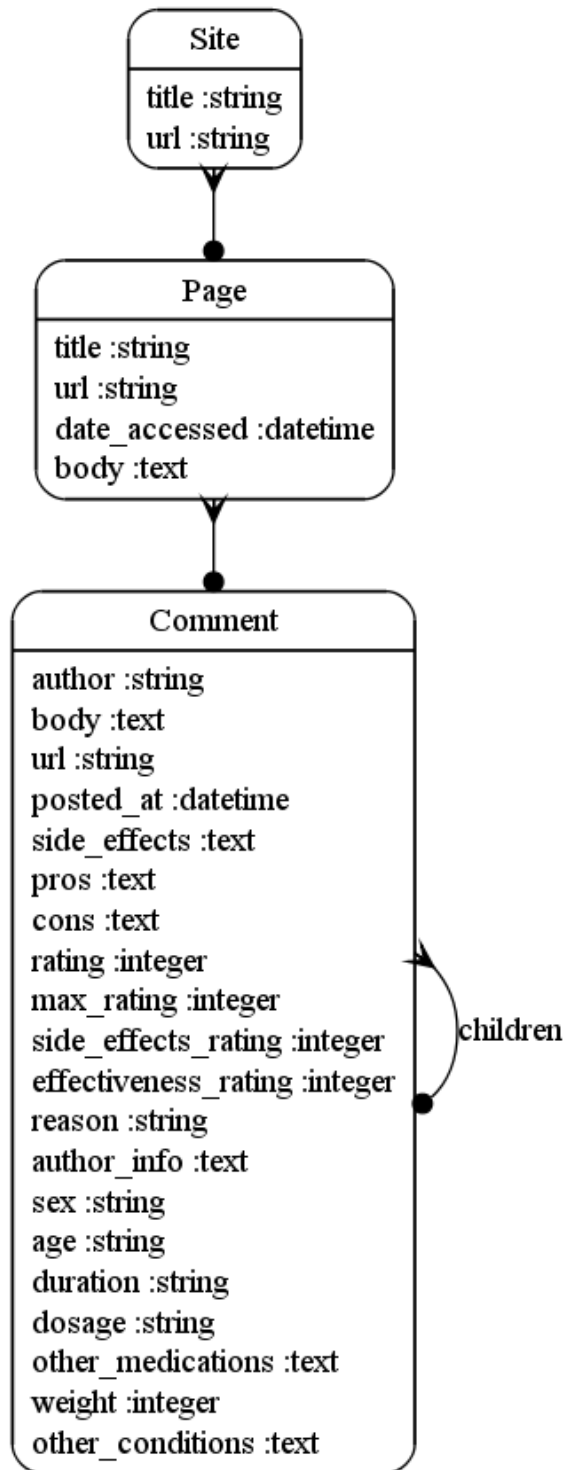 Site
title :string
url :string
Page
title :string
url :string
date_accessed :datetime
body :text
Comment
author :string
body :text
url :string
posted_at :datetime
side_effects :text
pros :text
cons :text
rating :integer
max_rating :integer
side_effects_rating :integer
children
effectiveness_rating :integer
reason :string
author_info :text
sex :string
age :string
duration :string
dosage :string
other_medications :text
weight :integer
other_conditions :text